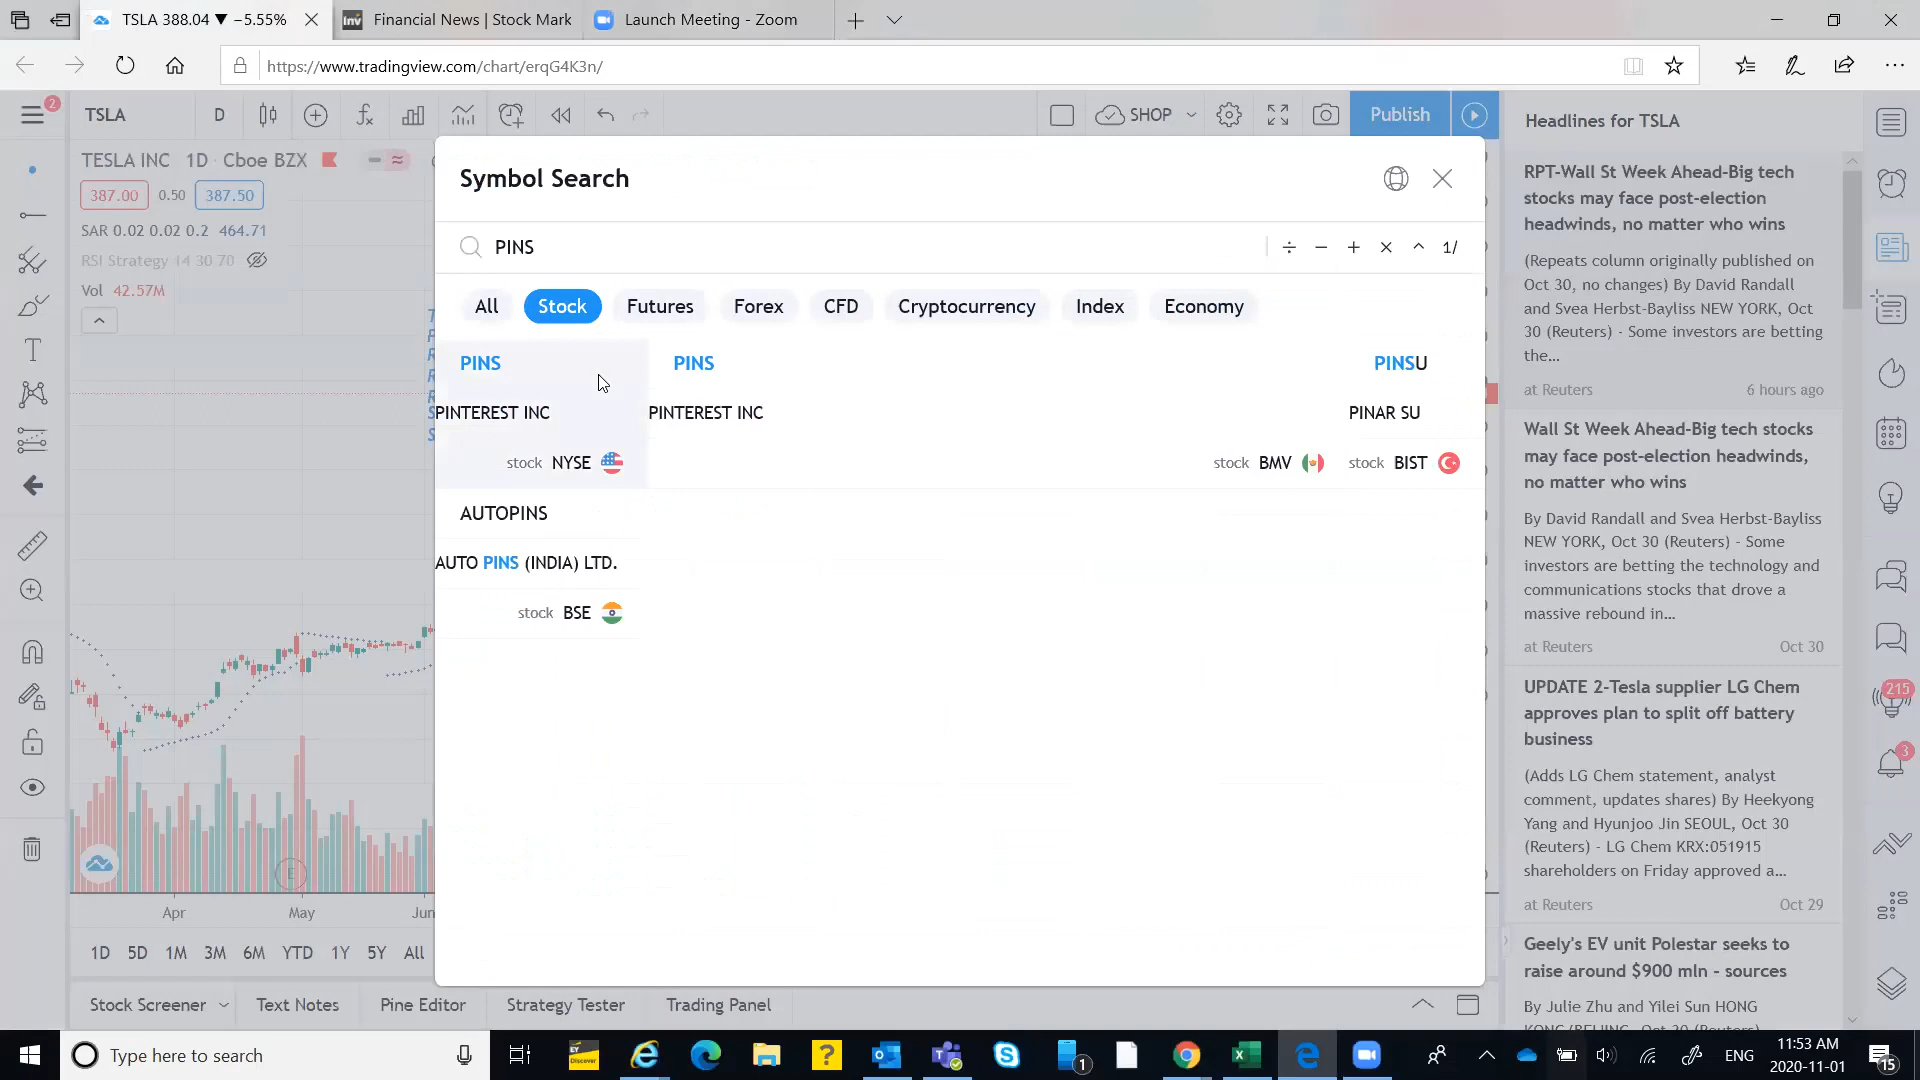 TSLA 388.04 ▼ −5.55%
Financial News | Stock Mark
Launch Meeting - Zoom
https://www.tradingview.com/chart/erqG4K3n/
2
TSLA
D
SHOP
Publish
Headlines for TSLA
TESLA INC 1D · Cboe BZX
387.00 0.50 387.50
SAR 0.02 0.02 0.2 464.71
RSI Strategy 14 30 70
Vol 42.57M
Symbol Search
PINS
÷ − + × ^ 1/
All Stock Futures Forex CFD Cryptocurrency Index Economy
PINS
PINTEREST INC
stock NYSE
PINS
PINTEREST INC
stock BMV
PINSU
PINAR SU
stock BIST
AUTOPINS
AUTO PINS (INDIA) LTD.
stock BSE
RPT-Wall St Week Ahead-Big tech
stocks may face post-election
headwinds, no matter who wins
(Repeats column originally published on
Oct 30, no changes) By David Randall
and Svea Herbst-Bayliss NEW YORK, Oct
30 (Reuters) - Some investors are betting
the...
at Reuters 6 hours ago
Wall St Week Ahead-Big tech stocks
may face post-election headwinds,
no matter who wins
By David Randall and Svea Herbst-Bayliss
NEW YORK, Oct 30 (Reuters) - Some
investors are betting the technology and
communications stocks that drove a
massive rebound in...
at Reuters Oct 30
UPDATE 2-Tesla supplier LG Chem
approves plan to split off battery
business
(Adds LG Chem statement, analyst
comment, updates shares) By Heekyong
Yang and Hyunjoo Jin SEOUL, Oct 30
(Reuters) - LG Chem KRX:051915
shareholders on Friday approved a...
at Reuters Oct 29
Geely's EV unit Polestar seeks to
raise around $900 mln - sources
By Julie Zhu and Yilei Sun HONG
KONG/BEIJING, Oct 30 (Reuters) -
215
3
E
Apr May Jun
1D 5D 1M 3M 6M YTD 1Y 5Y All
Stock Screener Text Notes Pine Editor Strategy Tester Trading Panel
Type here to search
EY
Discover
1
ENG
11:53 AM
2020-11-01
15